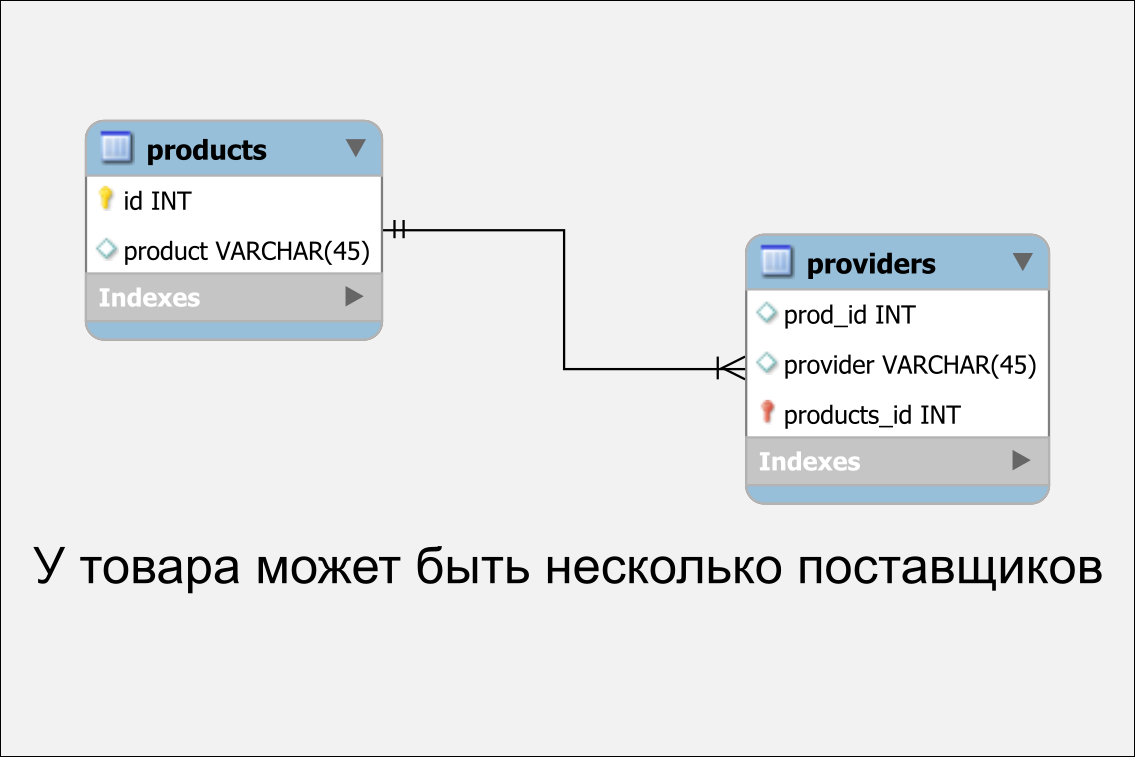 products
id INT
product VARCHAR(45)
Indexes
providers
prod_id INT
provider VARCHAR(45)
products_id INT
Indexes
У товара может быть несколько поставщиков